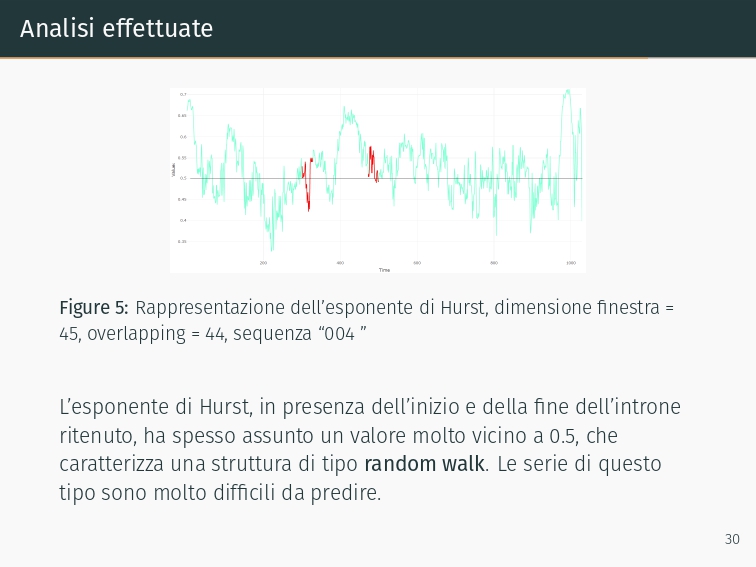 Analisi effettuate
0.7
0.65
0.6
0.55
0.5
0.45
0.4
0.35
Values
200
400
600
800
1000
Time
Figure 5: Rappresentazione dell’esponente di Hurst, dimensione finestra =
45, overlapping = 44, sequenza “004 ”
L’esponente di Hurst, in presenza dell’inizio e della fine dell’introne
ritenuto, ha spesso assunto un valore molto vicino a 0.5, che
caratterizza una struttura di tipo random walk. Le serie di questo
tipo sono molto difficili da predire.
30